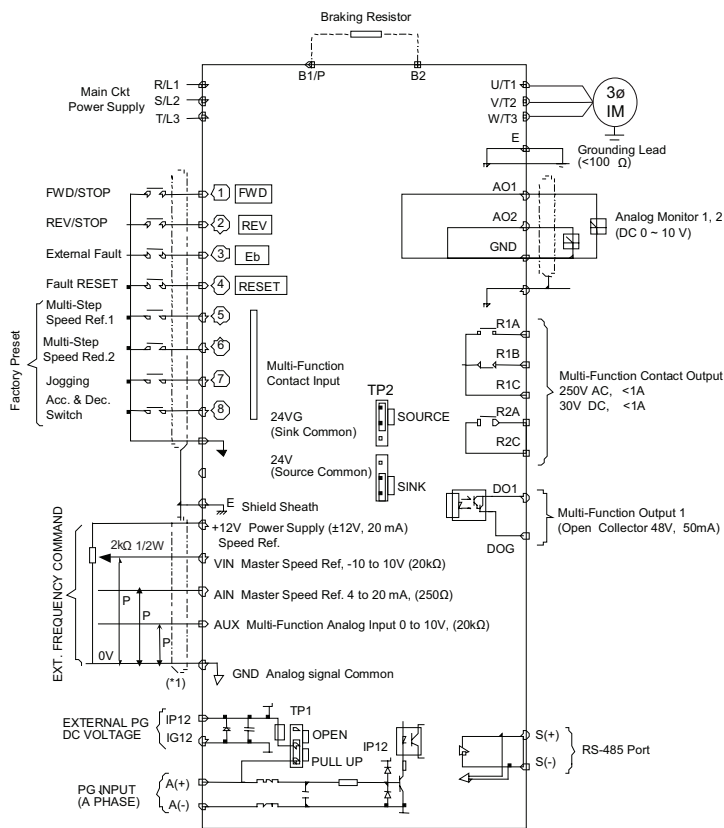 Braking Resistor
B1/P
B2
Main Ckt
Power Supply
R/L1
S/L2
T/L3
U/T1
V/T2
W/T3
3ø
IM
E
Grounding Lead
(<100 Ω)
AO1
AO2
GND
Analog Monitor 1, 2
(DC 0 ~ 10 V)
FWD/STOP
1
FWD
REV/STOP
2
REV
External Fault
3
Eb
Fault RESET
4
RESET
Factory Preset
Multi-Step
Speed Ref.1
5
Multi-Step
Speed Red.2
6
Jogging
7
Acc. & Dec.
Switch
8
Multi-Function
Contact Input
24VG
(Sink Common)
24V
(Source Common)
TP2
SOURCE
SINK
R1A
R1B
R1C
R2A
R2C
Multi-Function Contact Output
250V AC, <1A
30V DC, <1A
E Shield Sheath
DO1
DOG
Multi-Function Output 1
(Open Collector 48V, 50mA)
EXT. FREQUENCY COMMAND
+12V Power Supply (±12V, 20 mA)
Speed Ref.
2kΩ 1/2W
VIN Master Speed Ref, -10 to 10V (20kΩ)
AIN Master Speed Ref. 4 to 20 mA, (250Ω)
AUX Multi-Function Analog Input 0 to 10V, (20kΩ)
P
P
P
0V
GND Analog signal Common
(*1)
EXTERNAL PG
DC VOLTAGE
IP12
IG12
TP1
OPEN
PULL UP
IP12
PG INPUT
(A PHASE)
A(+)
A(-)
S(+)
S(-)
RS-485 Port